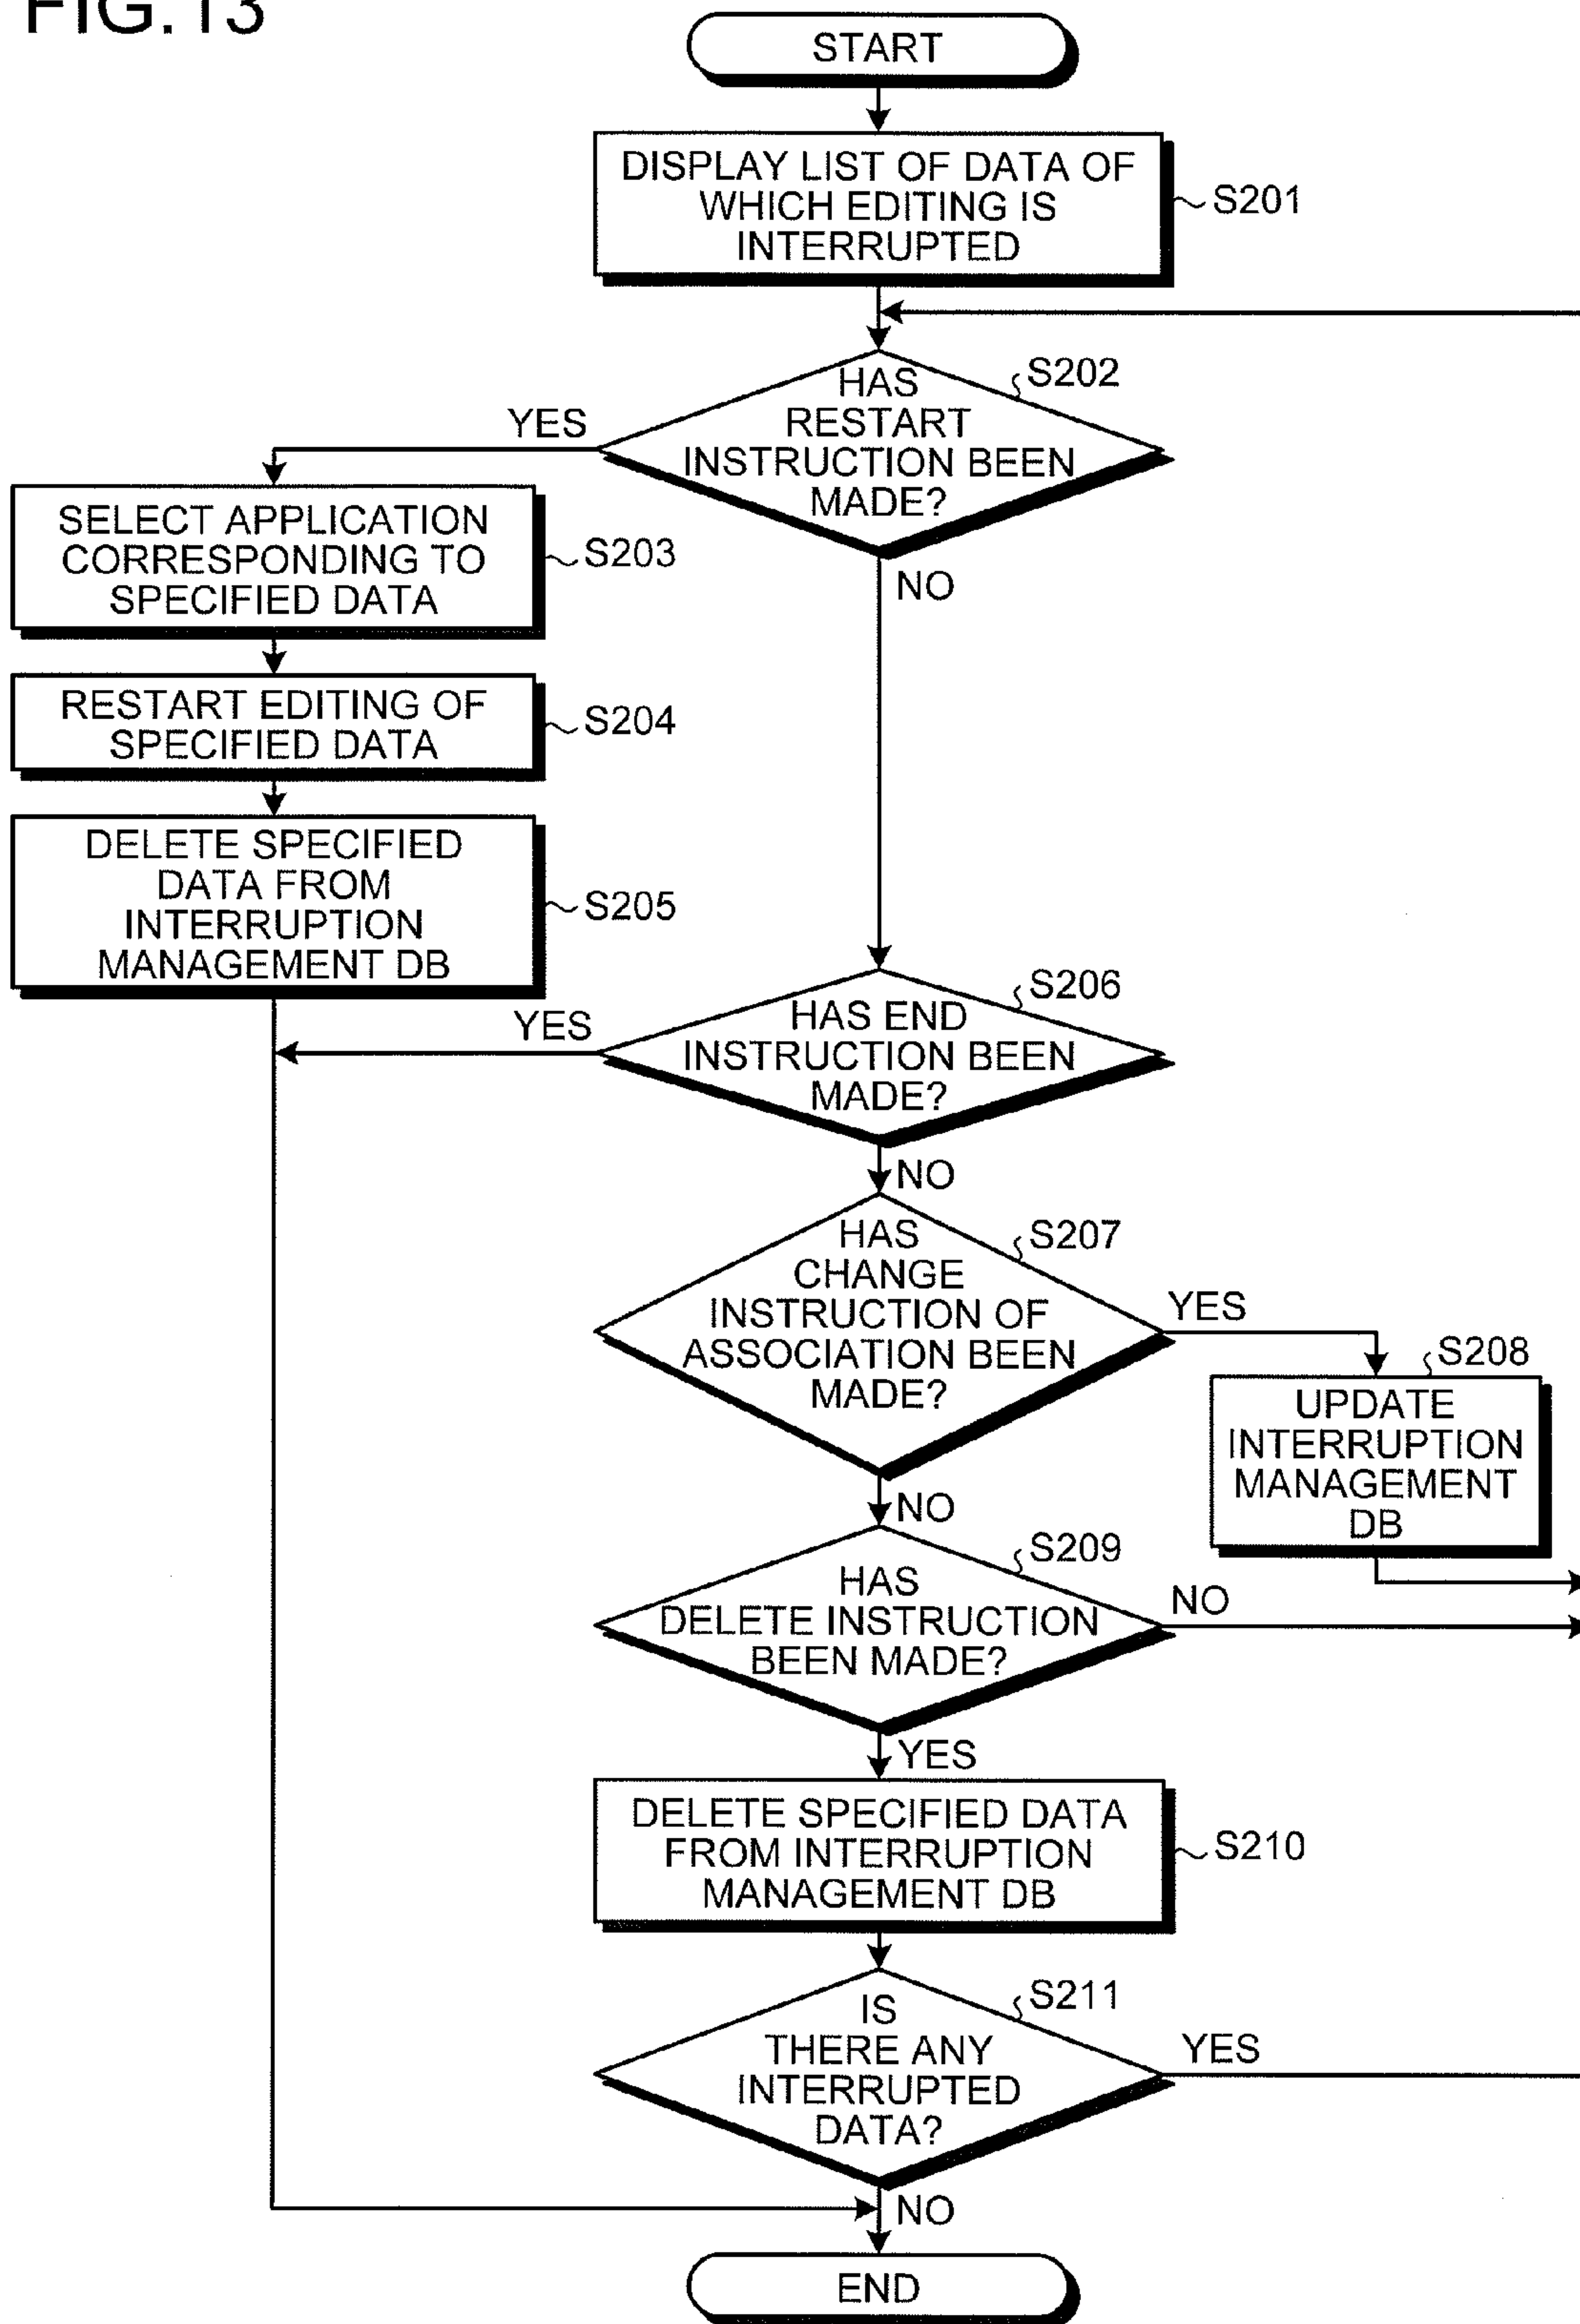 FIG.13
START
DISPLAY LIST OF DATA OF
WHICH EDITING IS
INTERRUPTED
S201
HAS
RESTART
INSTRUCTION BEEN
MADE?
S202
YES
NO
SELECT APPLICATION
CORRESPONDING TO
SPECIFIED DATA
S203
RESTART EDITING OF
SPECIFIED DATA
S204
DELETE SPECIFIED
DATA FROM
INTERRUPTION
MANAGEMENT DB
S205
HAS END
INSTRUCTION BEEN
MADE?
S206
YES
NO
HAS
CHANGE
INSTRUCTION OF
ASSOCIATION BEEN
MADE?
S207
YES
NO
UPDATE
INTERRUPTION
MANAGEMENT
DB
S208
HAS
DELETE INSTRUCTION
BEEN MADE?
S209
NO
YES
DELETE SPECIFIED DATA
FROM INTERRUPTION
MANAGEMENT DB
S210
IS
THERE ANY
INTERRUPTED
DATA?
S211
YES
NO
END